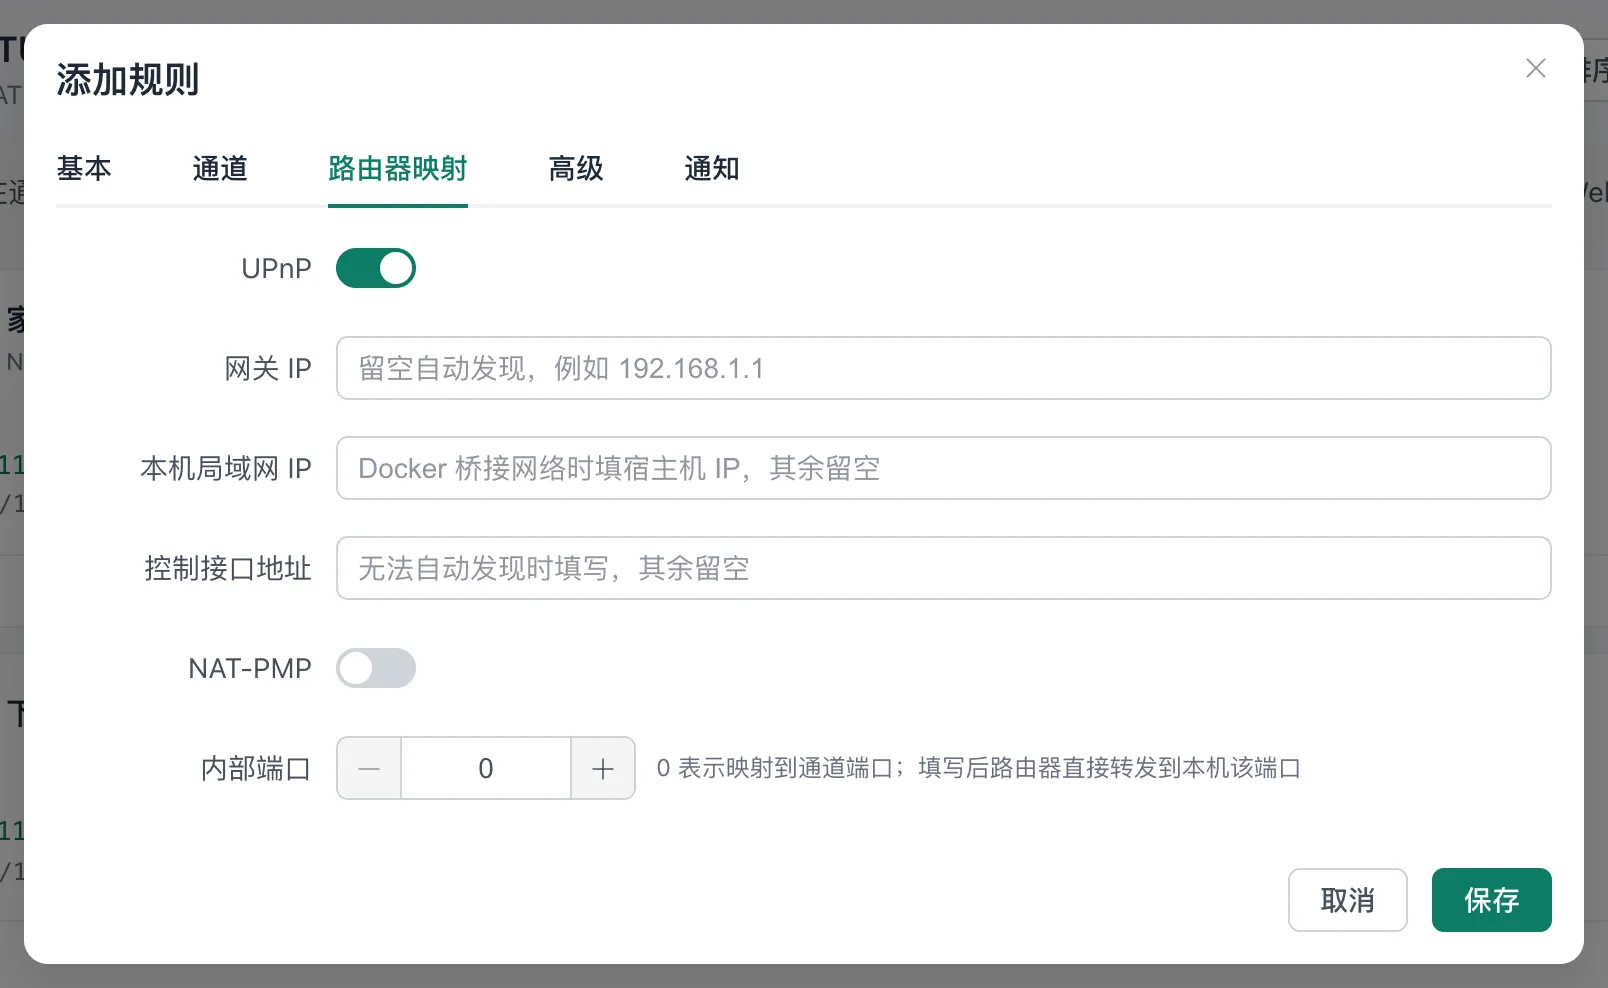 添加规则
基本 通道 路由器映射 高级 通知
UPnP
网关 IP 留空自动发现，例如 192.168.1.1
本机局域网 IP Docker 桥接网络时填宿主机 IP，其余留空
控制接口地址 无法自动发现时填写，其余留空
NAT-PMP
内部端口 0 0 表示映射到通道端口；填写后路由器直接转发到本机该端口
取消 保存